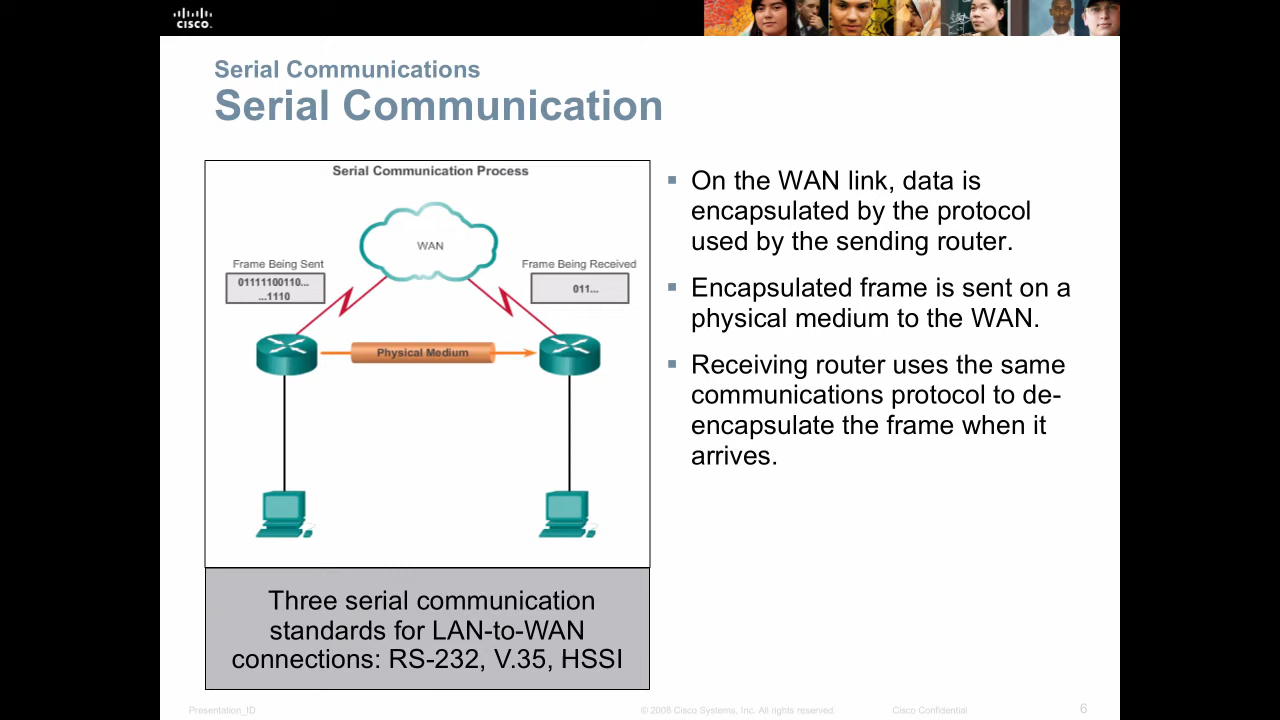 CISCO.
Serial Communications
Serial Communication
Serial Communication Process
WAN
Frame Being Sent
01111100110...
...1110
Frame Being Received
011...
Physical Medium
Three serial communication
standards for LAN-to-WAN
connections: RS-232, V.35, HSSI
▪ On the WAN link, data is
encapsulated by the protocol
used by the sending router.
▪ Encapsulated frame is sent on a
physical medium to the WAN.
▪ Receiving router uses the same
communications protocol to de-
encapsulate the frame when it
arrives.
Presentation_ID
© 2008 Cisco Systems, Inc. All rights reserved.
Cisco Confidential
6